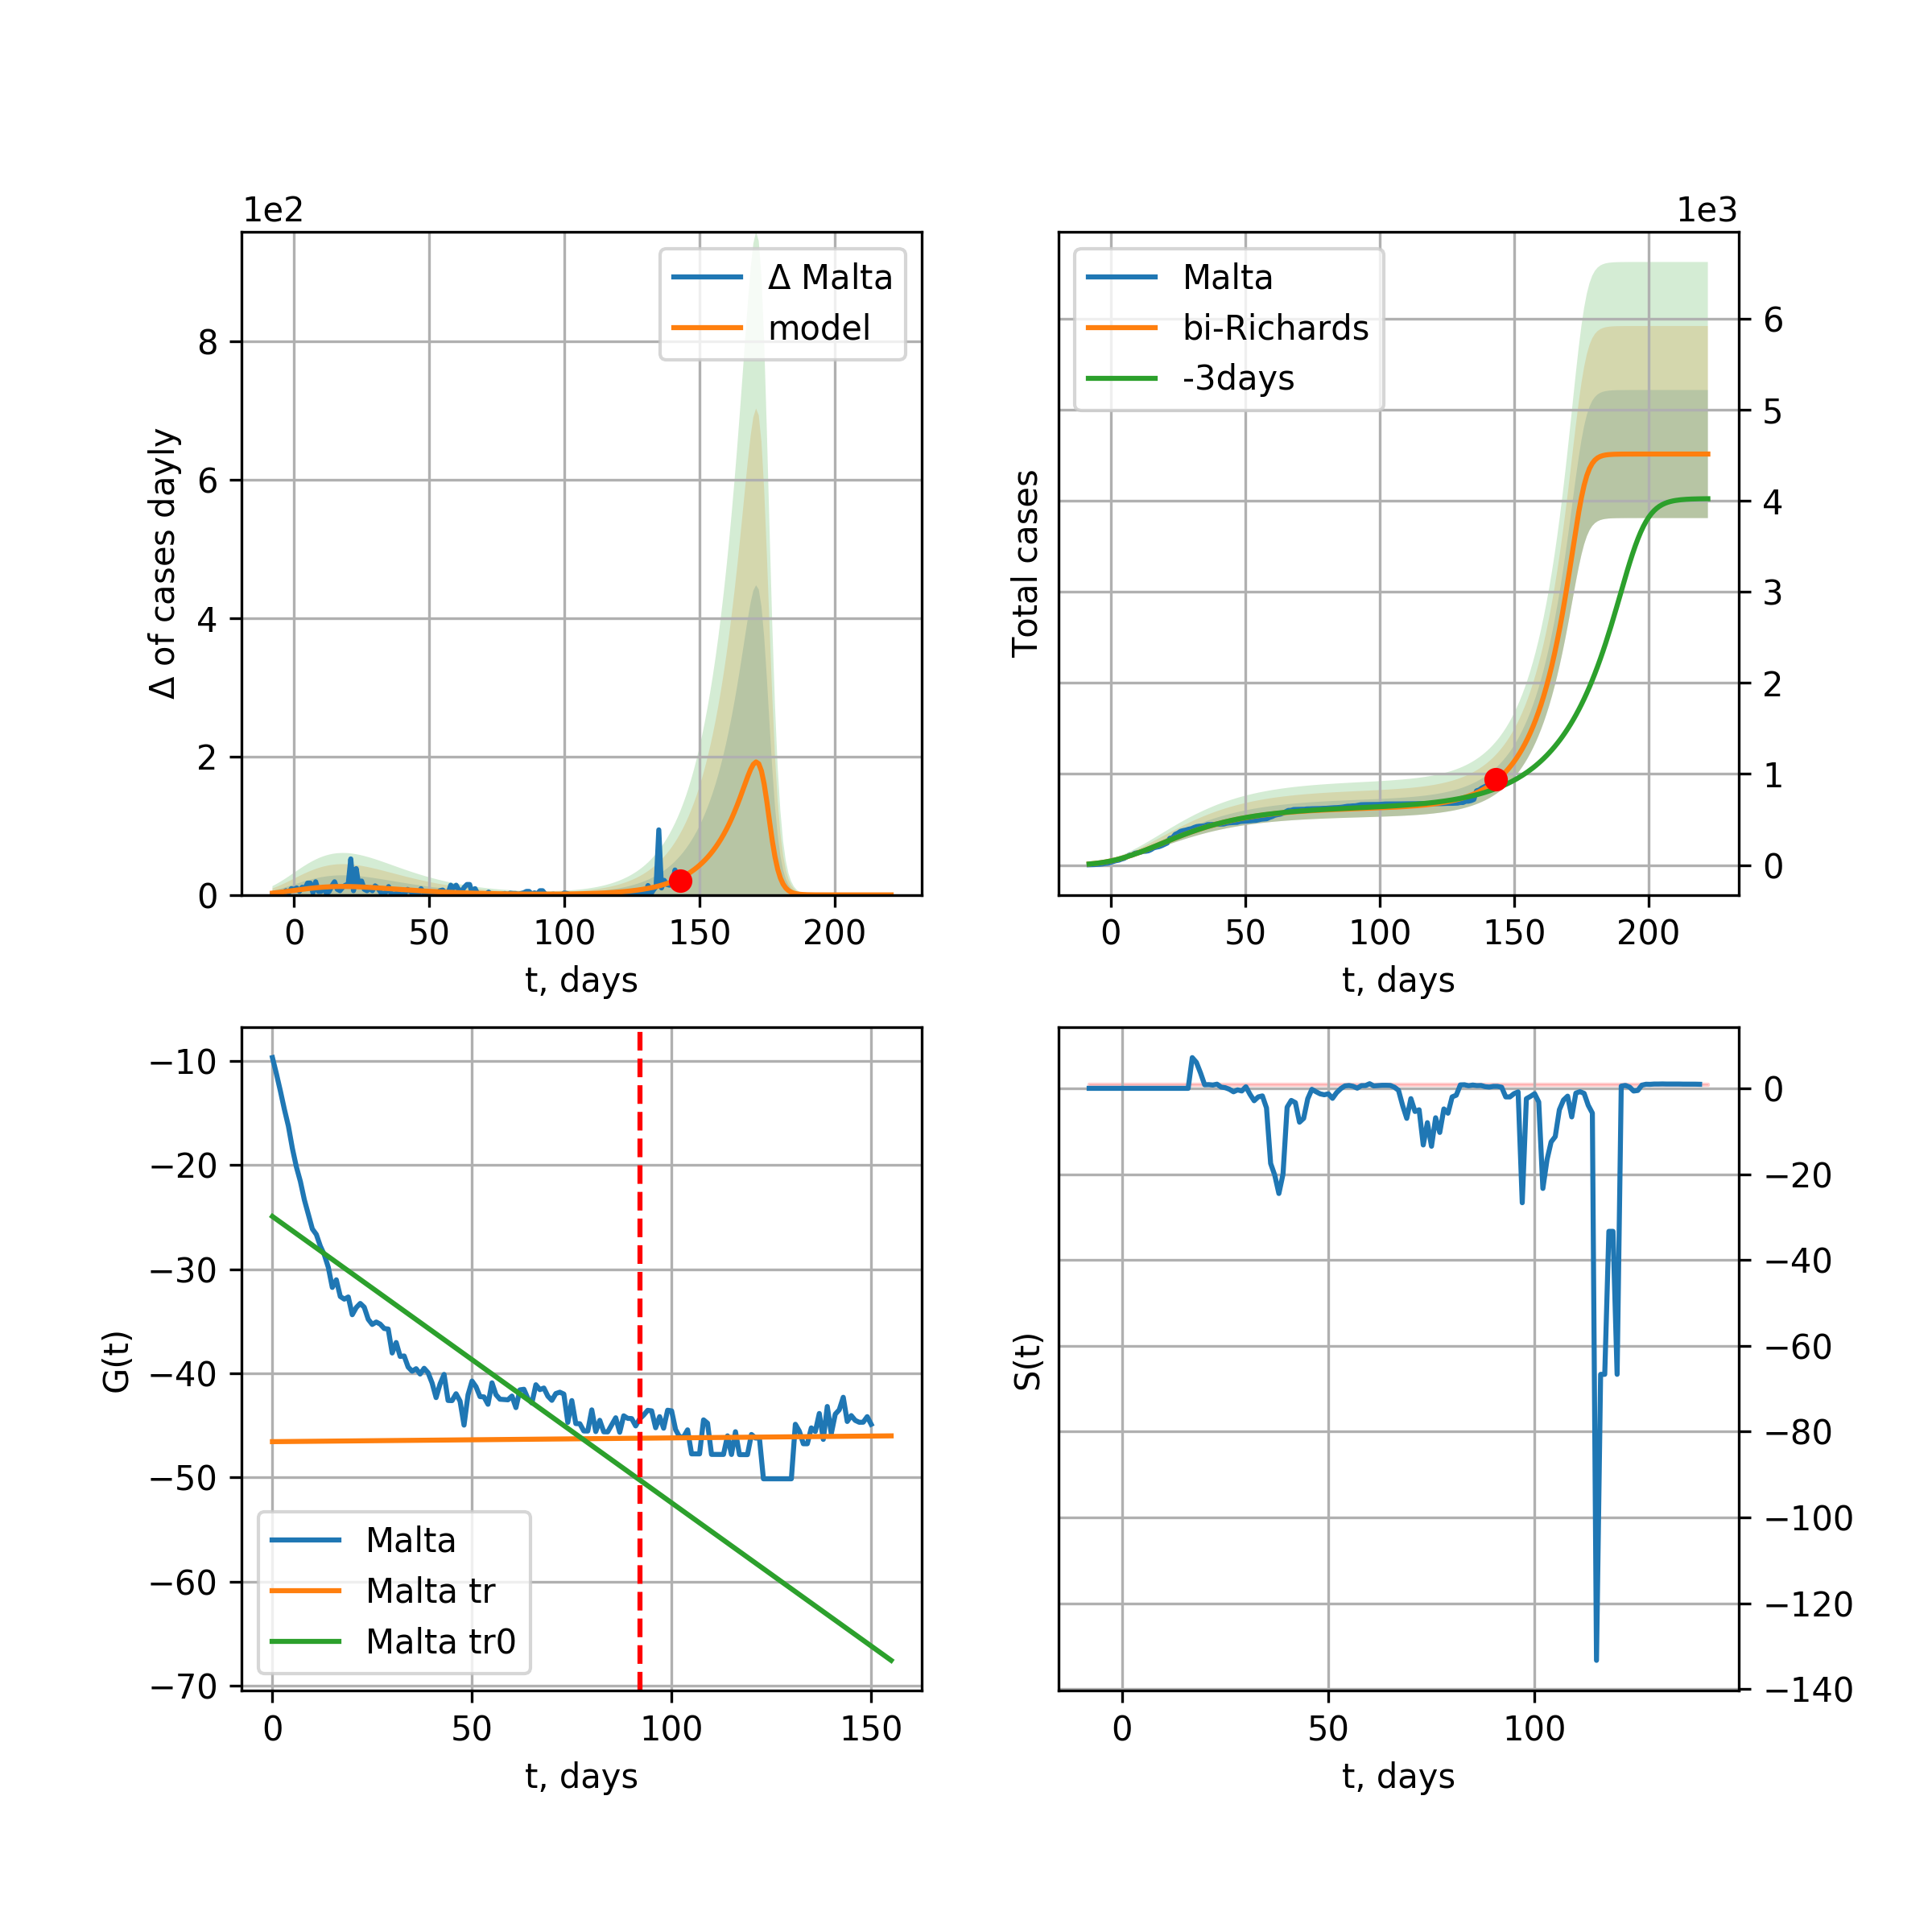 1e2
Δ of cases dayly
8
6
4
2
0
Δ Malta
model
0 50 100 150 200
t, days
1e3
Total cases
Malta
bi-Richards
-3days
6
5
4
3
2
1
0
0 50 100 150 200
t, days
G(t)
−10
−20
−30
−40
−50
−60
−70
Malta
Malta tr
Malta tr0
0 50 100 150
t, days
S(t)
0
−20
−40
−60
−80
−100
−120
−140
0 50 100
t, days